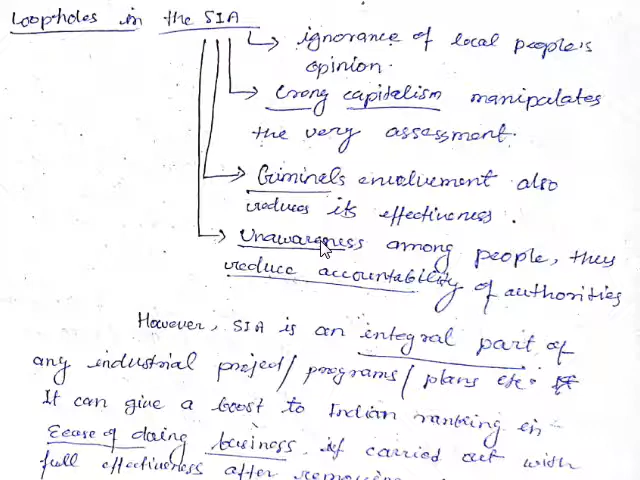 Loopholes in the SIA
ignorance of local people's
opinion.
Crony capitalism manipulates
the very assessment.
Criminals envolvement also
reduces its effectiveness.
Unawareness among people, thus
reduce accountability of authorities
However, SIA is an integral part of
any industrial project/programs/plans etc.
It can give a boost to Indian ranking in
Ease of doing business, if carried out with
full effectiveness after removing